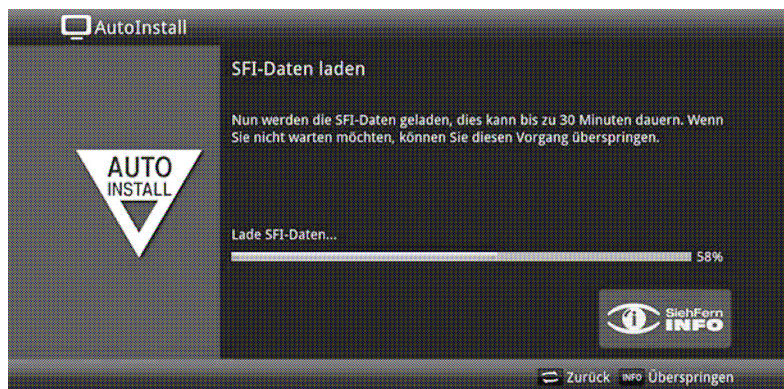 AutoInstall
SFI-Daten laden
Nun werden die SFI-Daten geladen, dies kann bis zu 30 Minuten dauern. Wenn
Sie nicht warten möchten, können Sie diesen Vorgang überspringen.
AUTO
INSTALL
Lade SFI-Daten...
58%
SiehFern
INFO
Zurück INFO Überspringen